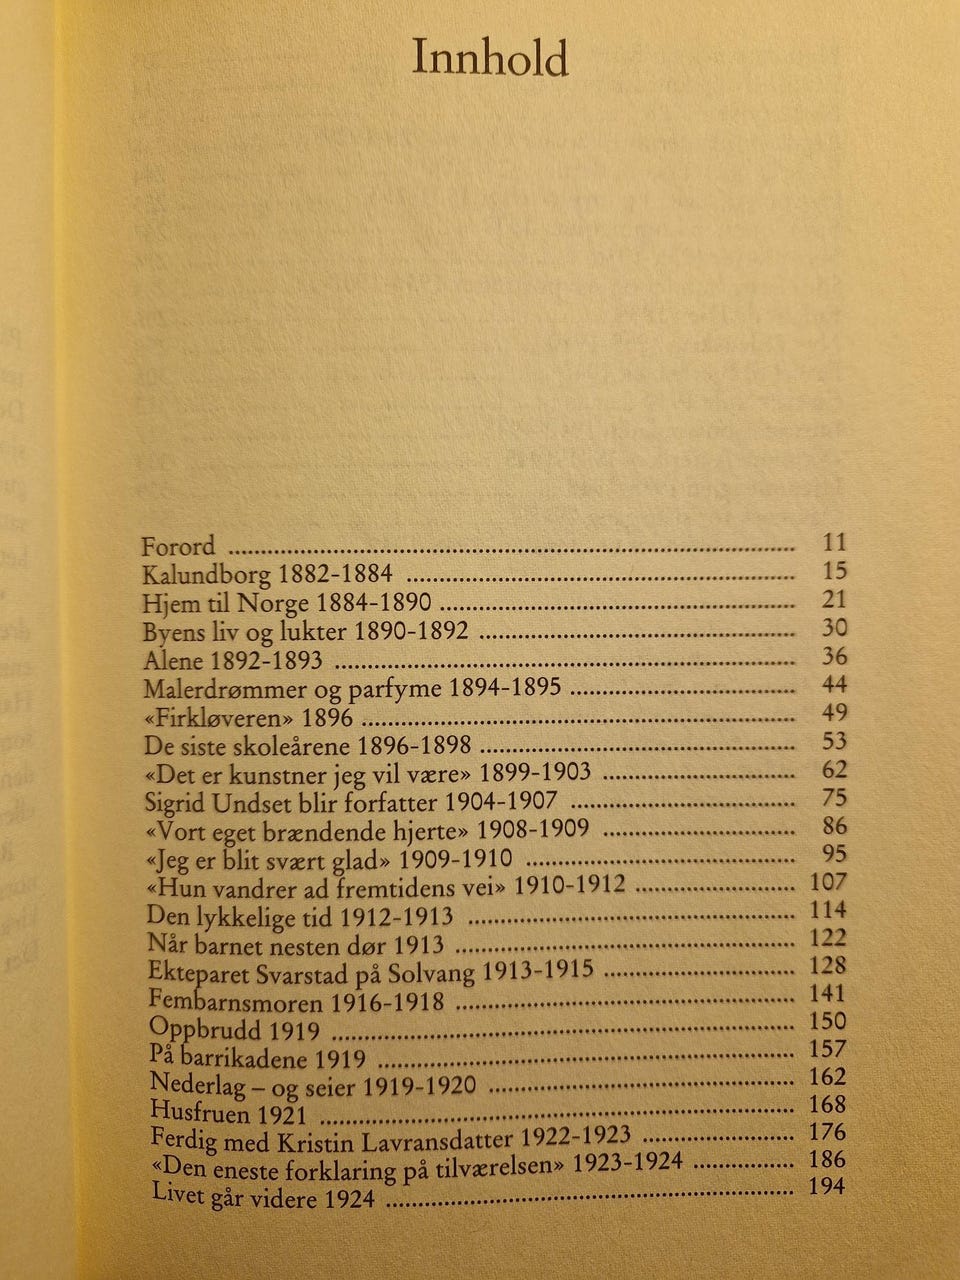 Innhold
Forord ........ 11
Kalundborg 1882-1884 ........ 15
Hjem til Norge 1884-1890 ........ 21
Byens liv og lukter 1890-1892 ........ 30
Alene 1892-1893 ........ 36
Malerdrømmer og parfyme 1894-1895 ........ 44
«Firkløveren» 1896 ........ 49
De siste skoleårene 1896-1898 ........ 53
«Det er kunstner jeg vil være» 1899-1903 ........ 62
Sigrid Undset blir forfatter 1904-1907 ........ 75
«Vort eget brændende hjerte» 1908-1909 ........ 86
«Jeg er blit svært glad» 1909-1910 ........ 95
«Hun vandrer ad fremtidens vei» 1910-1912 ........ 107
Den lykkelige tid 1912-1913 ........ 114
Når barnet nesten dør 1913 ........ 122
Ekteparet Svarstad på Solvang 1913-1915 ........ 128
Fembarnsmoren 1916-1918 ........ 141
Oppbrudd 1919 ........ 150
På barrikadene 1919 ........ 157
Nederlag – og seier 1919-1920 ........ 162
Husfruen 1921 ........ 168
Ferdig med Kristin Lavransdatter 1922-1923 ........ 176
«Den eneste forklaring på tilværelsen» 1923-1924 ........ 186
Livet går videre 1924 ........ 194